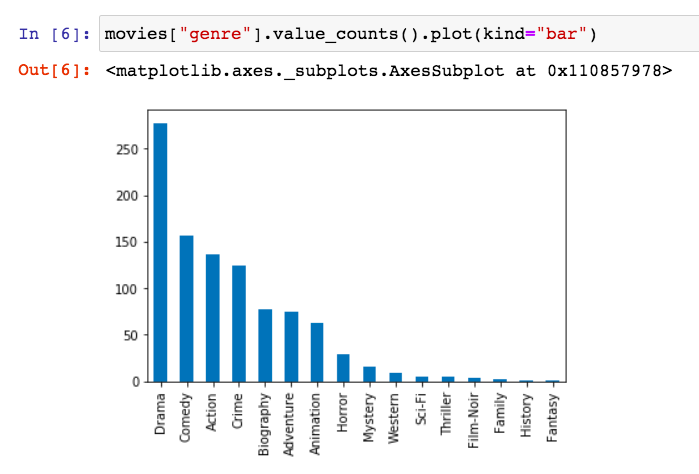 In [6]: movies["genre"].value_counts().plot(kind="bar")
Out[6]: <matplotlib.axes._subplots.AxesSubplot at 0x110857978>
250
200
150
100
50
0
Drama
Comedy
Action
Crime
Biography
Adventure
Animation
Horror
Mystery
Western
Sci-Fi
Thriller
Film-Noir
Family
History
Fantasy